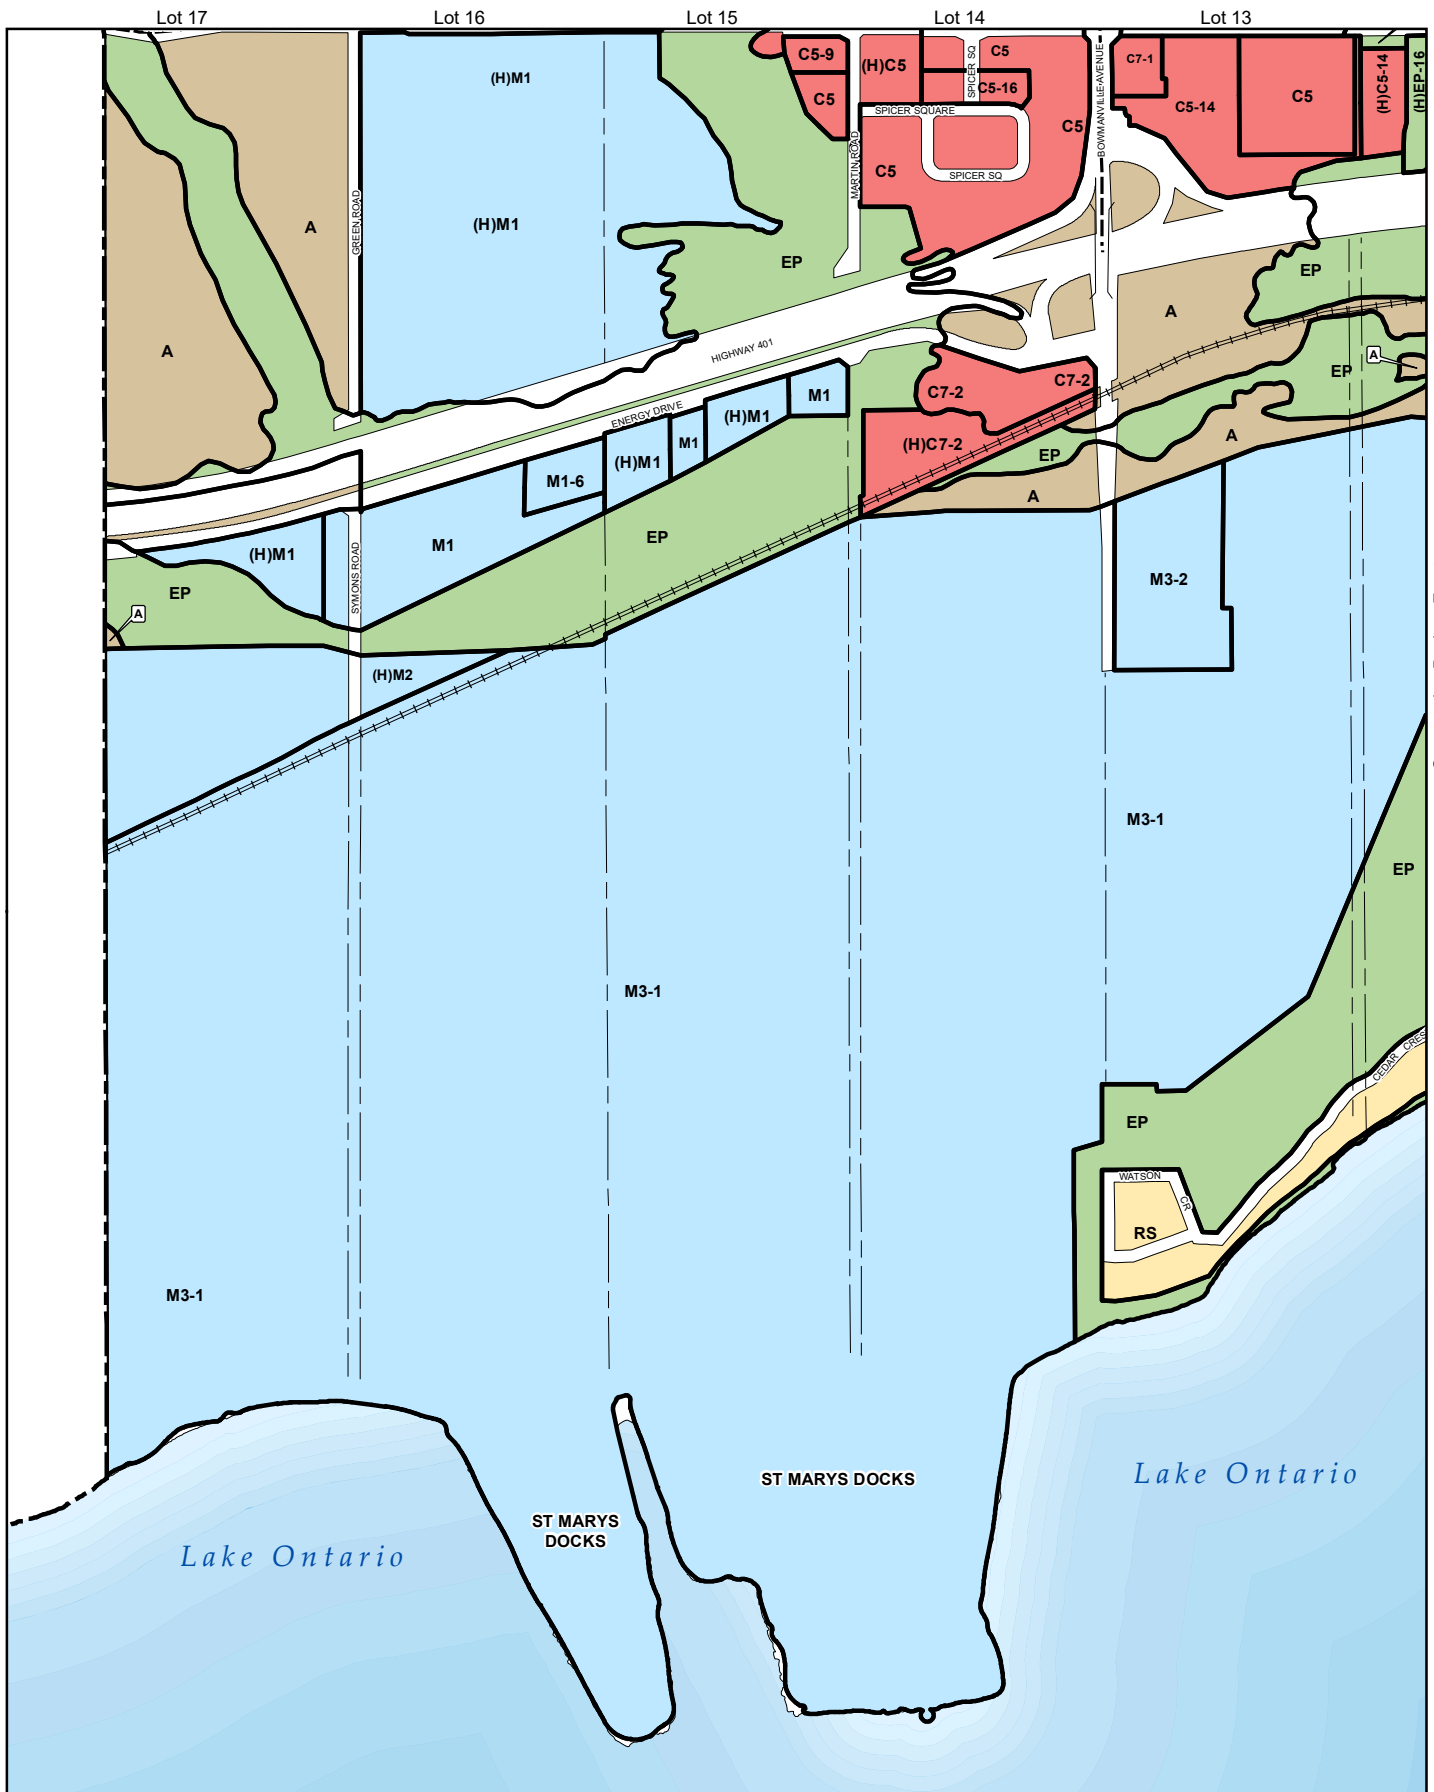 Lot 17 Lot 16 Lot 15 Lot 14 Lot 13
C5-9
C5
(H)C5
SPICER SQ
C5
C5-16
BOWMANVILLE AVENUE
C7-1
C5-14
C5
(H)C5-14
(H)EP-16
(H)M1
SPICER SQUARE
C5
MARTIN ROAD
C5
SPICER SQ
GREEN ROAD
A
(H)M1
EP
EP
A
A
HIGHWAY 401
A
EP
C7-2
C7-2
M1
ENERGY DRIVE
(H)M1
M1
(H)M1
(H)C7-2
A
EP
M1-6
A
EP
M1
(H)M1
SYMONS ROAD
M3-2
EP
A
(H)M2
M3-1
EP
M3-1
CEDAR CRES
EP
WATSON
CR
RS
M3-1
ST MARYS DOCKS
Lake Ontario
ST MARYS
DOCKS
Lake Ontario